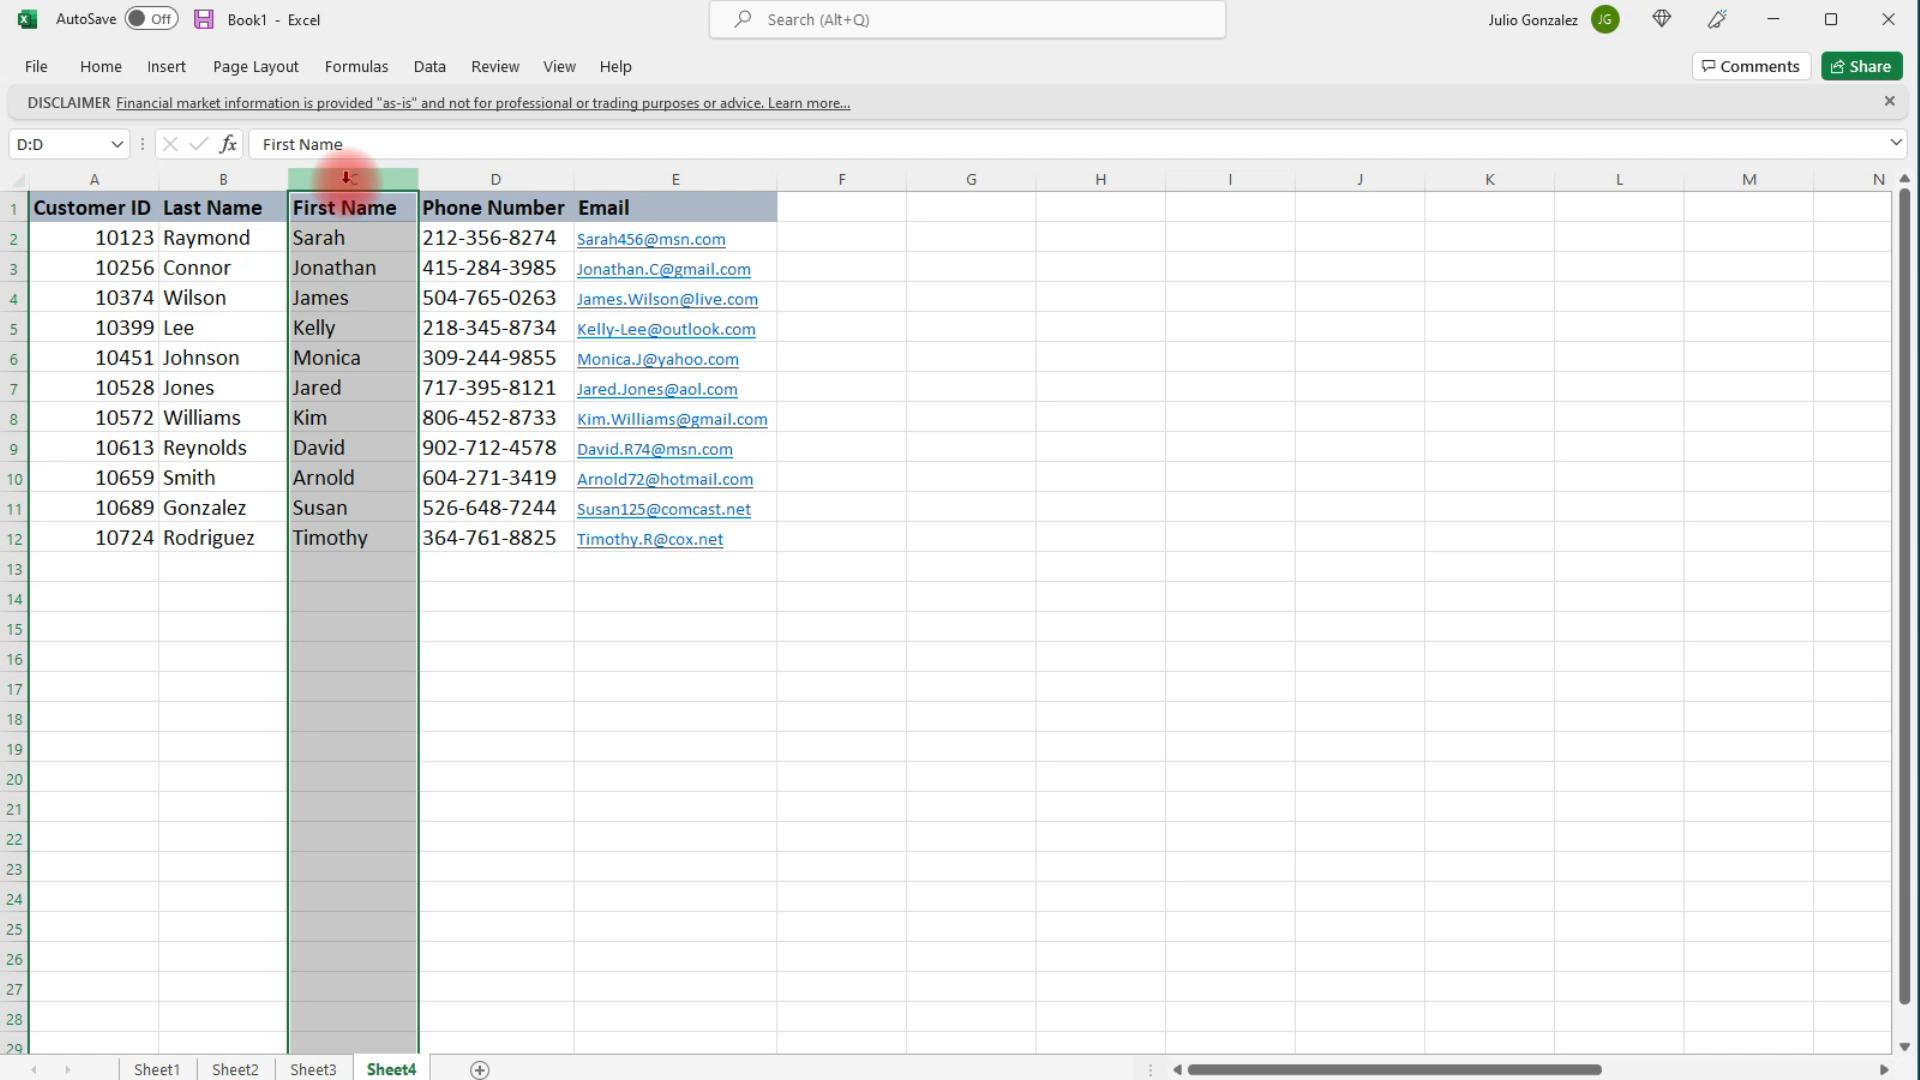 AutoSave Off Book1 - Excel Search (Alt+Q) Julio Gonzalez JG
File Home Insert Page Layout Formulas Data Review View Help Comments Share
DISCLAIMER Financial market information is provided "as-is" and not for professional or trading purposes or advice. Learn more...
D:D fx First Name
A B C D E F G H I J K L M N
1 Customer ID Last Name First Name Phone Number Email
2 10123 Raymond Sarah 212-356-8274 Sarah456@msn.com
3 10256 Connor Jonathan 415-284-3985 Jonathan.C@gmail.com
4 10374 Wilson James 504-765-0263 James.Wilson@live.com
5 10399 Lee Kelly 218-345-8734 Kelly-Lee@outlook.com
6 10451 Johnson Monica 309-244-9855 Monica.J@yahoo.com
7 10528 Jones Jared 717-395-8121 Jared.Jones@aol.com
8 10572 Williams Kim 806-452-8733 Kim.Williams@gmail.com
9 10613 Reynolds David 902-712-4578 David.R74@msn.com
10 10659 Smith Arnold 604-271-3419 Arnold72@hotmail.com
11 10689 Gonzalez Susan 526-648-7244 Susan125@comcast.net
12 10724 Rodriguez Timothy 364-761-8825 Timothy.R@cox.net
13
14
15
16
17
18
19
20
21
22
23
24
25
26
27
28
29
Sheet1 Sheet2 Sheet3 Sheet4